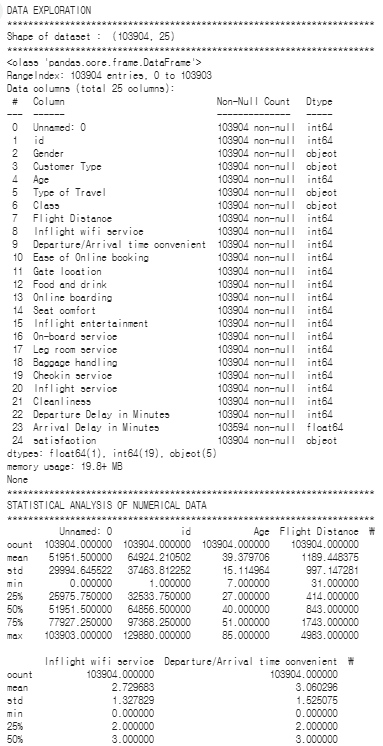 DATA EXPLORATION
************************************************************************
Shape of dataset :  (103904, 25)
************************************************************************
<class 'pandas.core.frame.DataFrame'>
RangeIndex: 103904 entries, 0 to 103903
Data columns (total 25 columns):
 #   Column                             Non-Null Count   Dtype
---  ------                             --------------   -----
 0   Unnamed: 0                         103904 non-null  int64
 1   id                                 103904 non-null  int64
 2   Gender                             103904 non-null  object
 3   Customer Type                      103904 non-null  object
 4   Age                                103904 non-null  int64
 5   Type of Travel                     103904 non-null  object
 6   Class                              103904 non-null  object
 7   Flight Distance                    103904 non-null  int64
 8   Inflight wifi service              103904 non-null  int64
 9   Departure/Arrival time convenient  103904 non-null  int64
 10  Ease of Online booking             103904 non-null  int64
 11  Gate location                      103904 non-null  int64
 12  Food and drink                     103904 non-null  int64
 13  Online boarding                    103904 non-null  int64
 14  Seat comfort                       103904 non-null  int64
 15  Inflight entertainment             103904 non-null  int64
 16  On-board service                   103904 non-null  int64
 17  Leg room service                   103904 non-null  int64
 18  Baggage handling                   103904 non-null  int64
 19  Checkin service                    103904 non-null  int64
 20  Inflight service                   103904 non-null  int64
 21  Cleanliness                        103904 non-null  int64
 22  Departure Delay in Minutes         103904 non-null  int64
 23  Arrival Delay in Minutes           103594 non-null  float64
 24  satisfaction                       103904 non-null  object
dtypes: float64(1), int64(19), object(5)
memory usage: 19.8+ MB
None
************************************************************************
STATISTICAL ANALYSIS OF NUMERICAL DATA
************************************************************************
          Unnamed: 0             id            Age  Flight Distance  ₩
count  103904.000000  103904.000000  103904.000000    103904.000000
mean    51951.500000   64924.210502      39.379706      1189.448375
std     29994.645522   37463.812252      15.114964       997.147281
min         0.000000       1.000000       7.000000        31.000000
25%     25975.750000   32533.750000      27.000000       414.000000
50%     51951.500000   64856.500000      40.000000       843.000000
75%     77927.250000   97368.250000      51.000000      1743.000000
max    103903.000000  129880.000000      85.000000      4983.000000
       Inflight wifi service  Departure/Arrival time convenient  ₩
count          103904.000000                      103904.000000
mean                2.729683                           3.060296
std                 1.327829                           1.525075
min                 0.000000                           0.000000
25%                 2.000000                           2.000000
50%                 3.000000                           3.000000